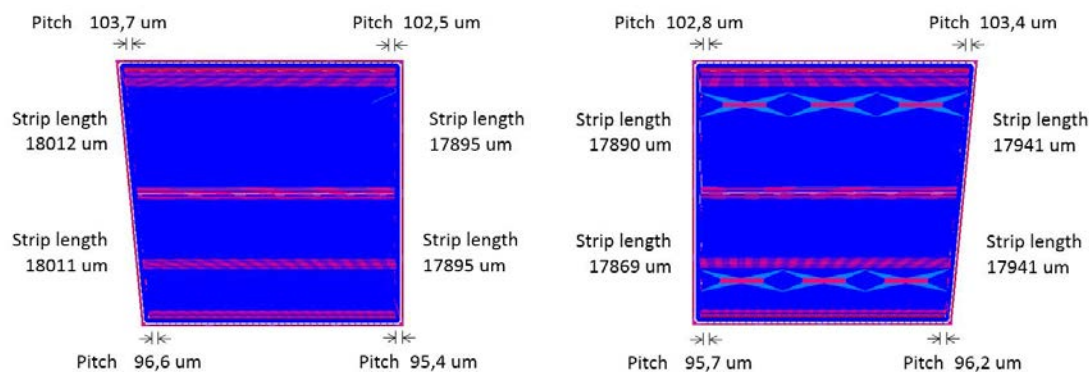 Pitch 103,7 um
Pitch 102,5 um
Strip length
18012 um
Strip length
17895 um
Strip length
18011 um
Strip length
17895 um
Pitch 96,6 um
Pitch 95,4 um
Pitch 102,8 um
Pitch 103,4 um
Strip length
17890 um
Strip length
17941 um
Strip length
17869 um
Strip length
17941 um
Pitch 95,7 um
Pitch 96,2 um